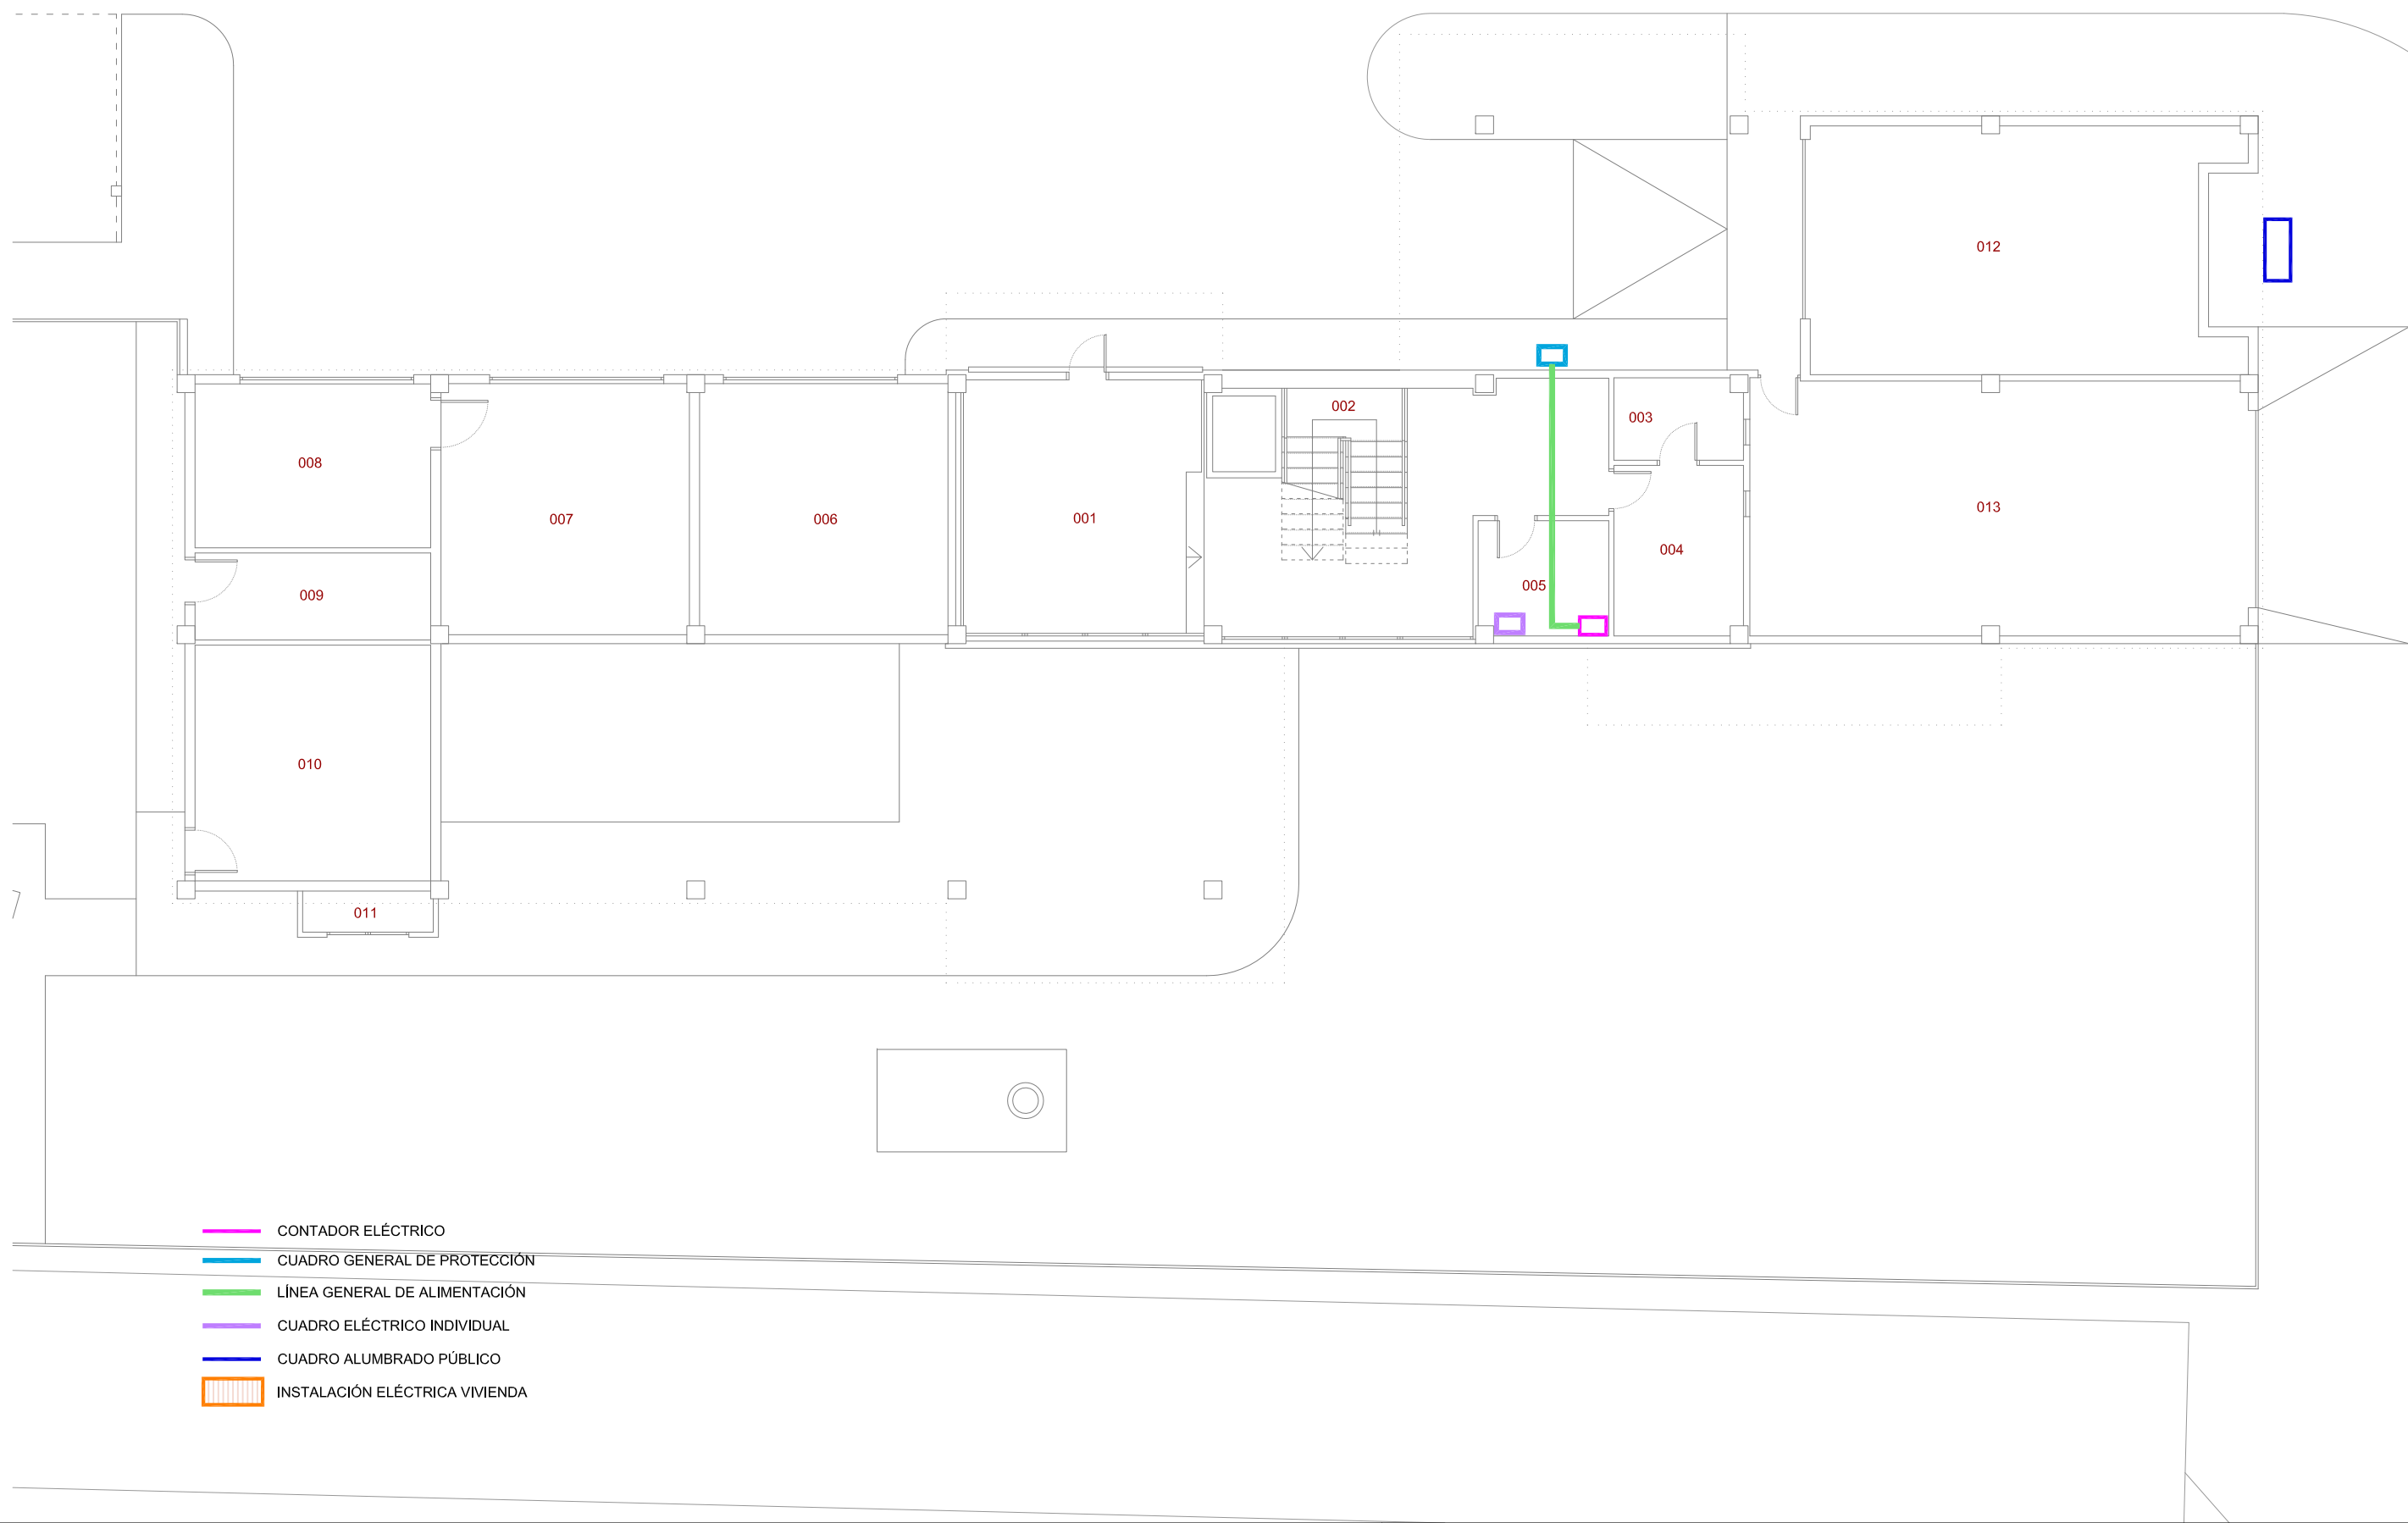 012
002
003
008
007
006
001
013
004
005
009
010
011
CONTADOR ELÉCTRICO
CUADRO GENERAL DE PROTECCIÓN
LÍNEA GENERAL DE ALIMENTACIÓN
CUADRO ELÉCTRICO INDIVIDUAL
CUADRO ALUMBRADO PÚBLICO
INSTALACIÓN ELÉCTRICA VIVIENDA